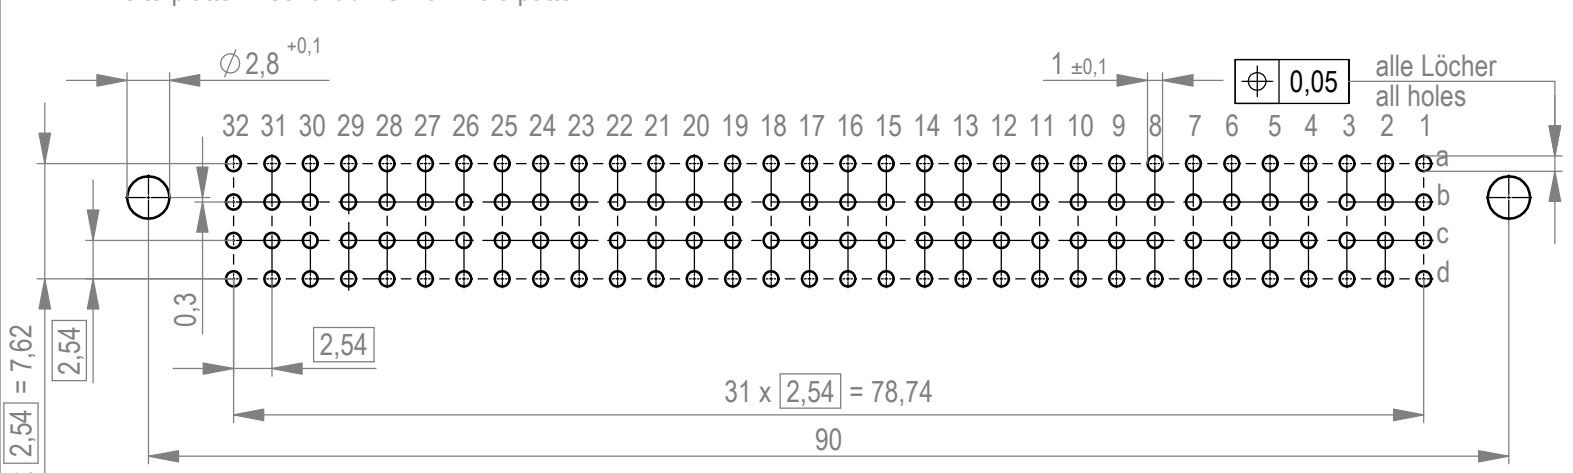 ⌀2,8 +0,1
1 ±0,1
⌖ 0,05
alle Löcher
all holes
32 31 30 29 28 27 26 25 24 23 22 21 20 19 18 17 16 15 14 13 12 11 10 9 8 7 6 5 4 3 2 1
a
b
c
d
0,3
2,54
2,54 = 7,62
2,54
31 x 2,54 = 78,74
90